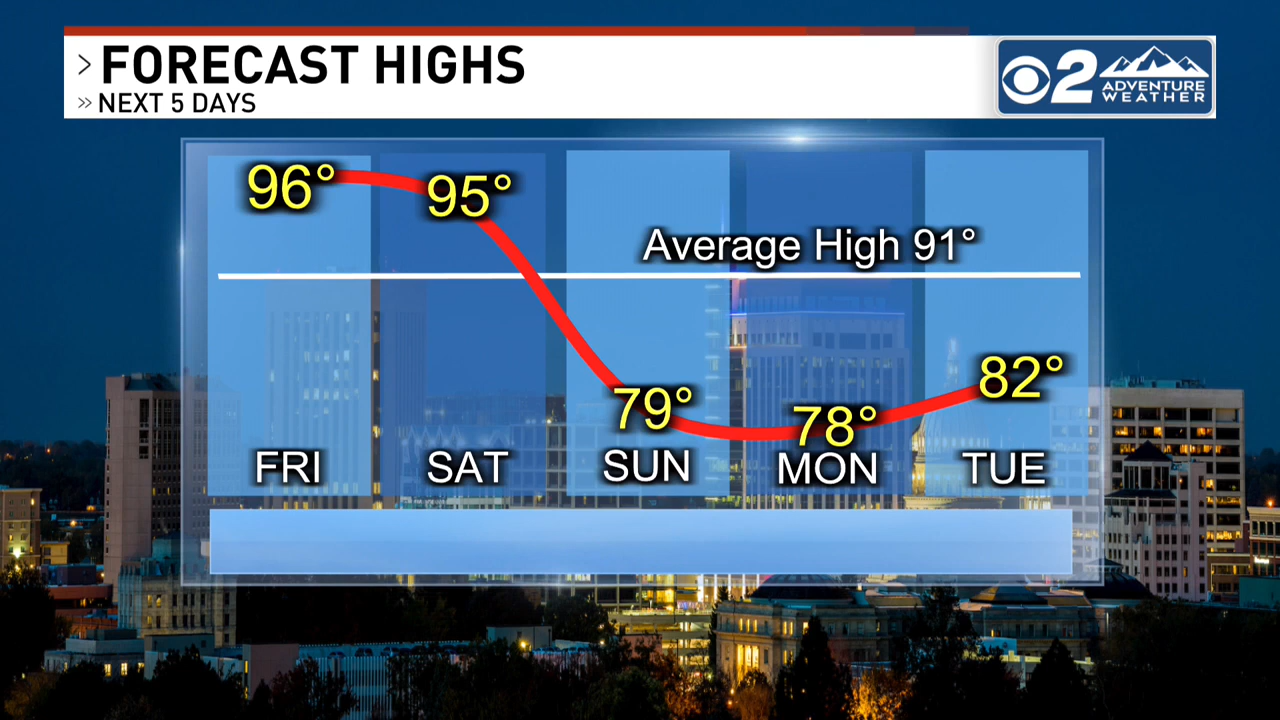 > FORECAST HIGHS
» NEXT 5 DAYS
2 ADVENTURE
WEATHER
96° 95°
Average High 91°
79° 78° 82°
FRI SAT SUN MON TUE